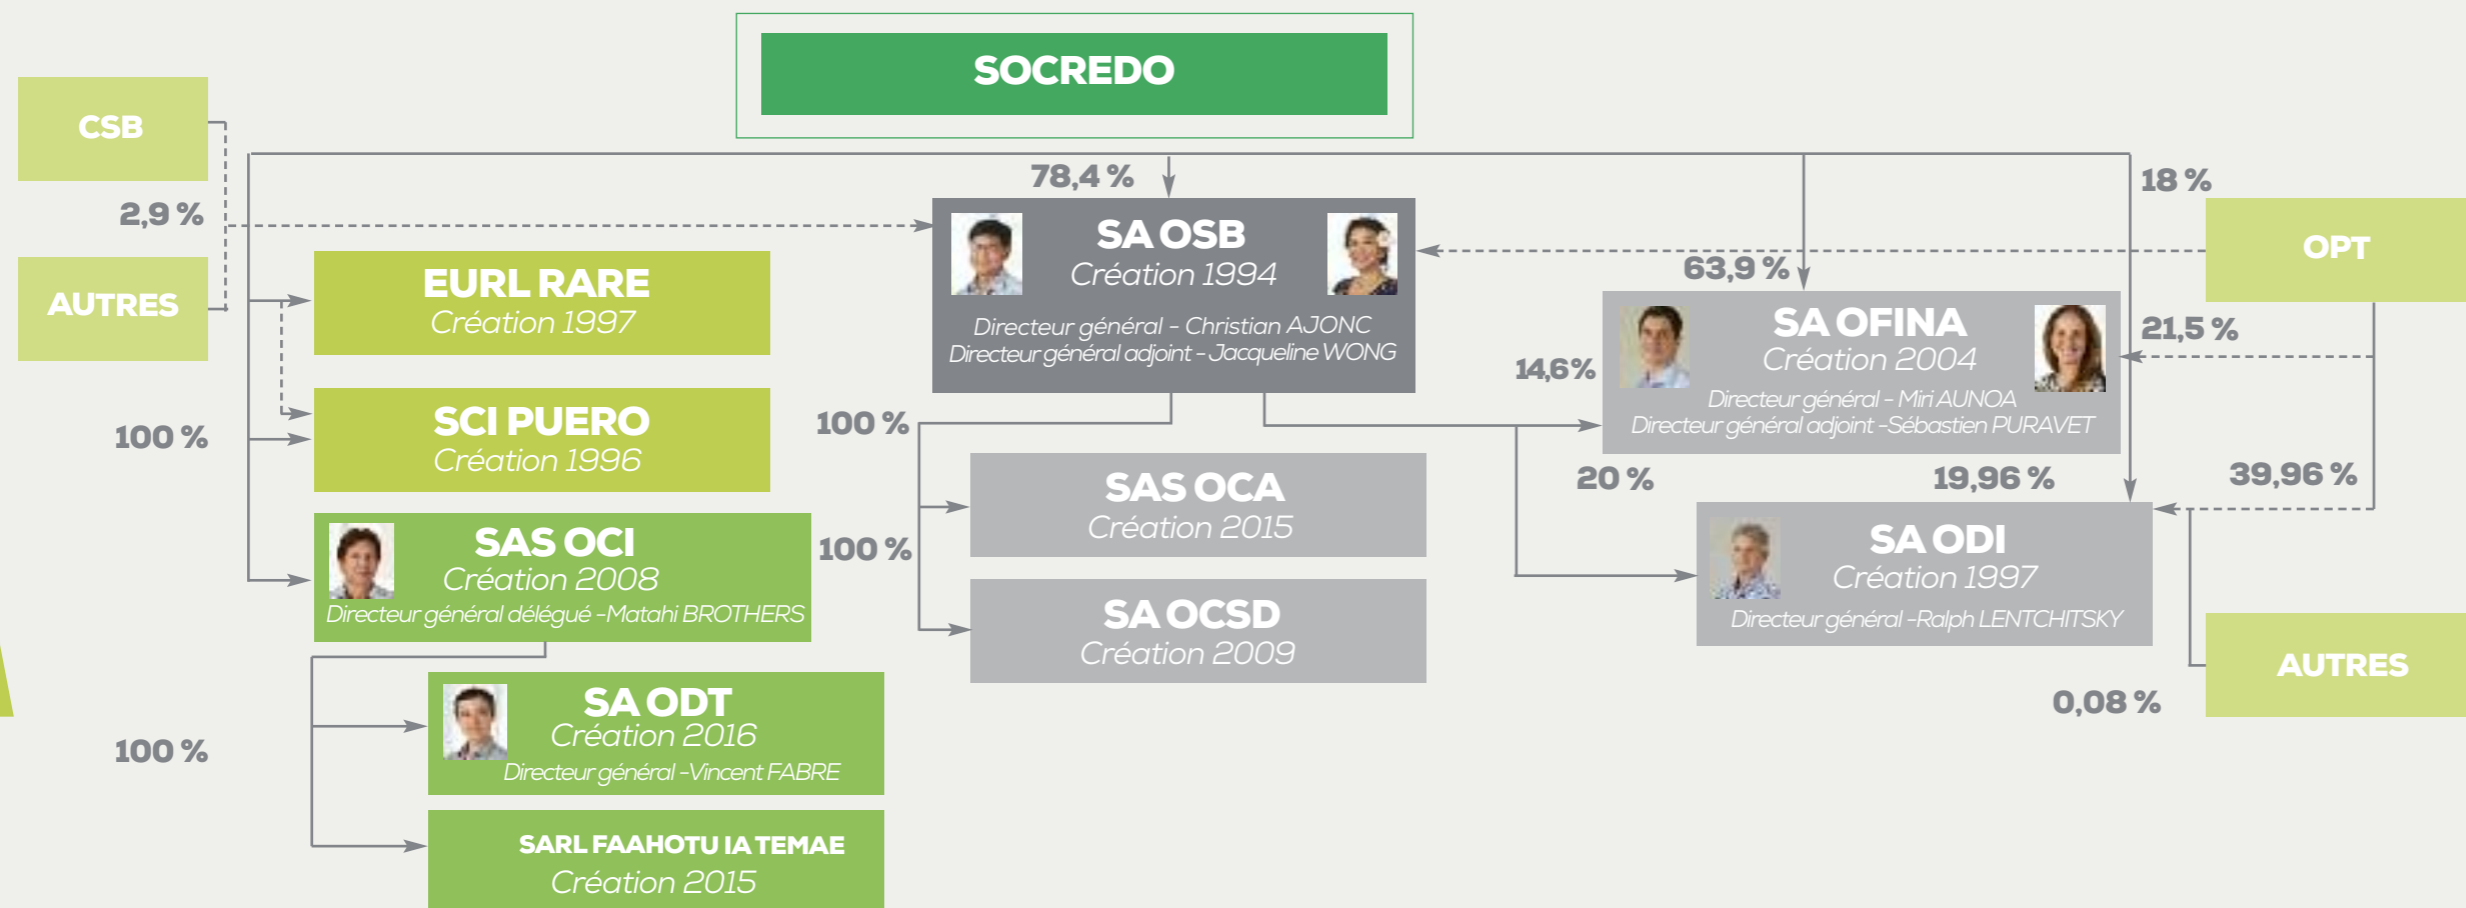 SOCREDO
CSB
2,9 %
AUTRES
78,4 %
18 %
SA OSB
Création 1994
Directeur général - Christian AJONC
Directeur général adjoint - Jacqueline WONG
OPT
EURL RARE
Création 1997
63,9 %
SA OFINA
Création 2004
Directeur général - Miri AUNOA
Directeur général adjoint -Sébastien PURAVET
21,5 %
14,6%
100 %
SCI PUERO
Création 1996
100 %
SAS OCA
Création 2015
20 %
19,96 %
39,96 %
SAS OCI
Création 2008
Directeur général délégué -Matahi BROTHERS
100 %
SA OCSD
Création 2009
SA ODI
Création 1997
Directeur général -Ralph LENTCHITSKY
AUTRES
0,08 %
100 %
SA ODT
Création 2016
Directeur général -Vincent FABRE
SARL FAAHOTU IA TEMAE
Création 2015